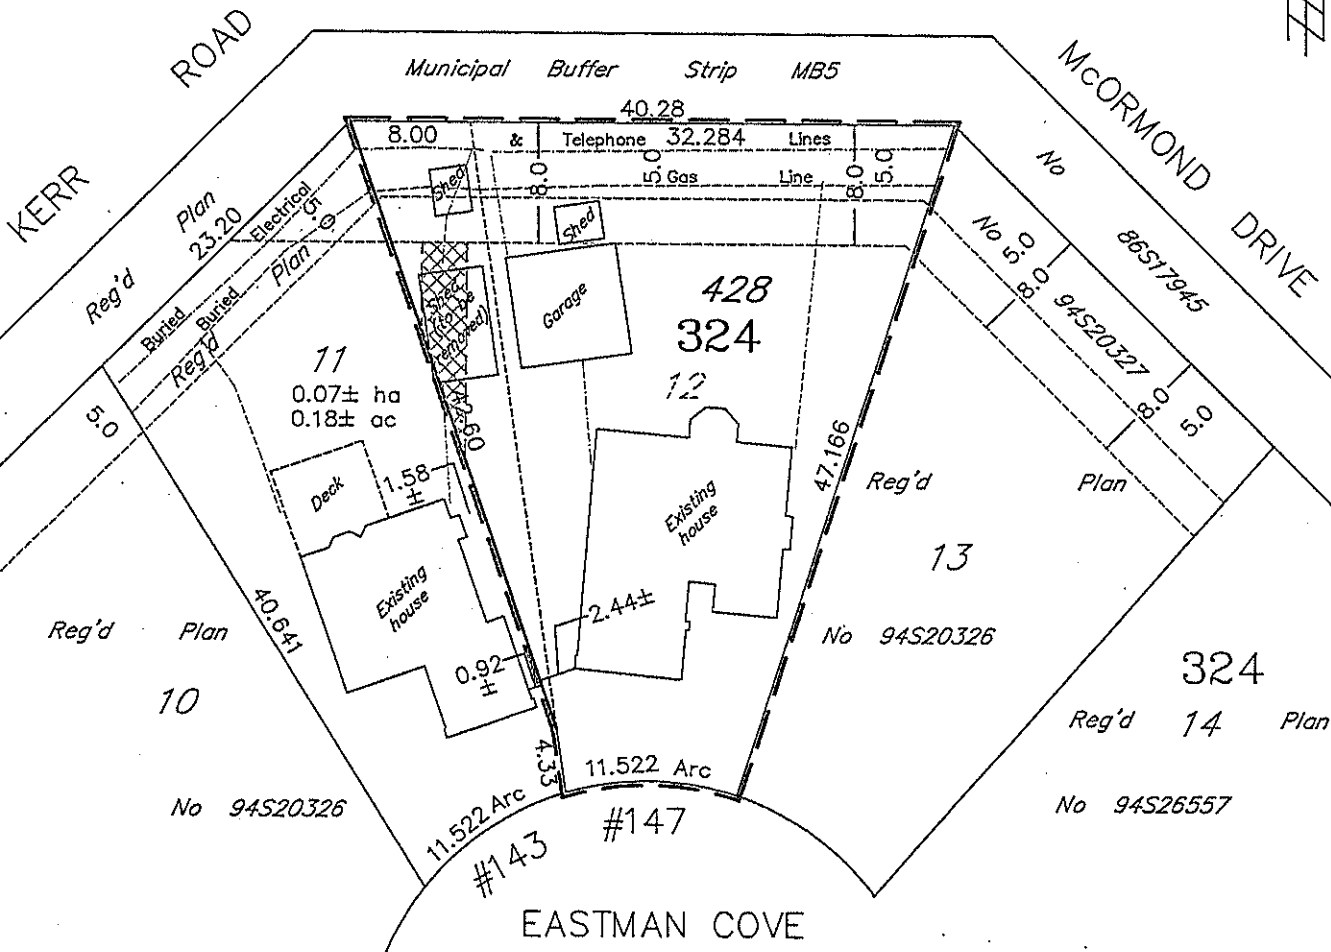 KERR ROAD
McCORMOND DRIVE
Municipal Buffer Strip MB5
40.28
8.00 & Telephone 32.284 Lines
8.0 5.0 Gas Line 8.0 5.0
Shed
Shed
Shed
(to be
removed)
Garage
428
324
12
Reg'd Plan
23.20
Buried Electrical
5.0
Buried
Reg'd Plan
11
0.07± ha
0.18± ac
42.60
Deck
1.58
±
Existing
house
Existing
house
2.44±
0.92
±
4.33
47.166
40.641
5.0
No 86S17945
No 94S20327
5.0
8.0
8.0
5.0
Reg'd Plan
13
No 94S20326
324
Reg'd 14 Plan
No 94S26557
Reg'd Plan
10
No 94S20326
11.522 Arc
11.522 Arc
#143
#147
EASTMAN COVE